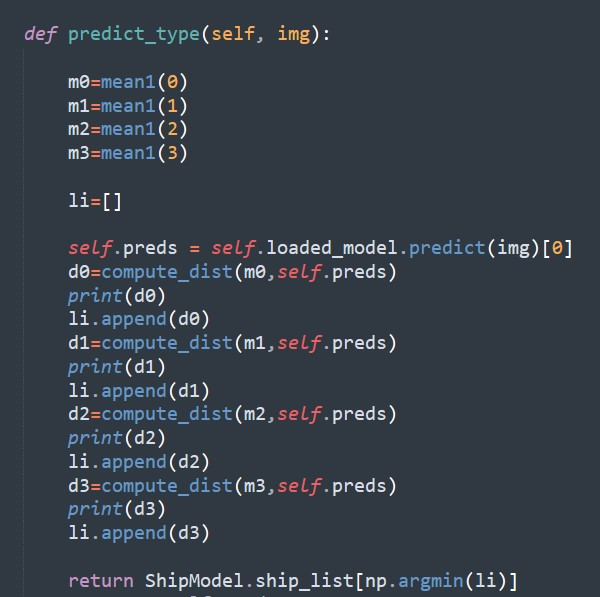 def predict_type(self, img):
m0=mean1(0)
m1=mean1(1)
m2=mean1(2)
m3=mean1(3)
li=[]
self.preds = self.loaded_model.predict(img)[0]
d0=compute_dist(m0,self.preds)
print(d0)
li.append(d0)
d1=compute_dist(m1,self.preds)
print(d1)
li.append(d1)
d2=compute_dist(m2,self.preds)
print(d2)
li.append(d2)
d3=compute_dist(m3,self.preds)
print(d3)
li.append(d3)
return ShipModel.ship_list[np.argmin(li)]